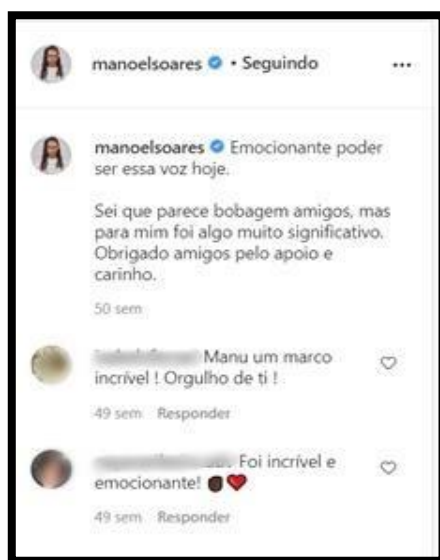 manoelsoares • Seguindo
manoelsoares Emocionante poder
ser essa voz hoje.
Sei que parece bobagem amigos, mas
para mim foi algo muito significativo.
Obrigado amigos pelo apoio e
carinho.
50 sem
Manu um marco
incrível ! Orgulho de ti !
49 sem Responder
Foi incrível e
emocionante! ✊🏿❤️
49 sem Responder